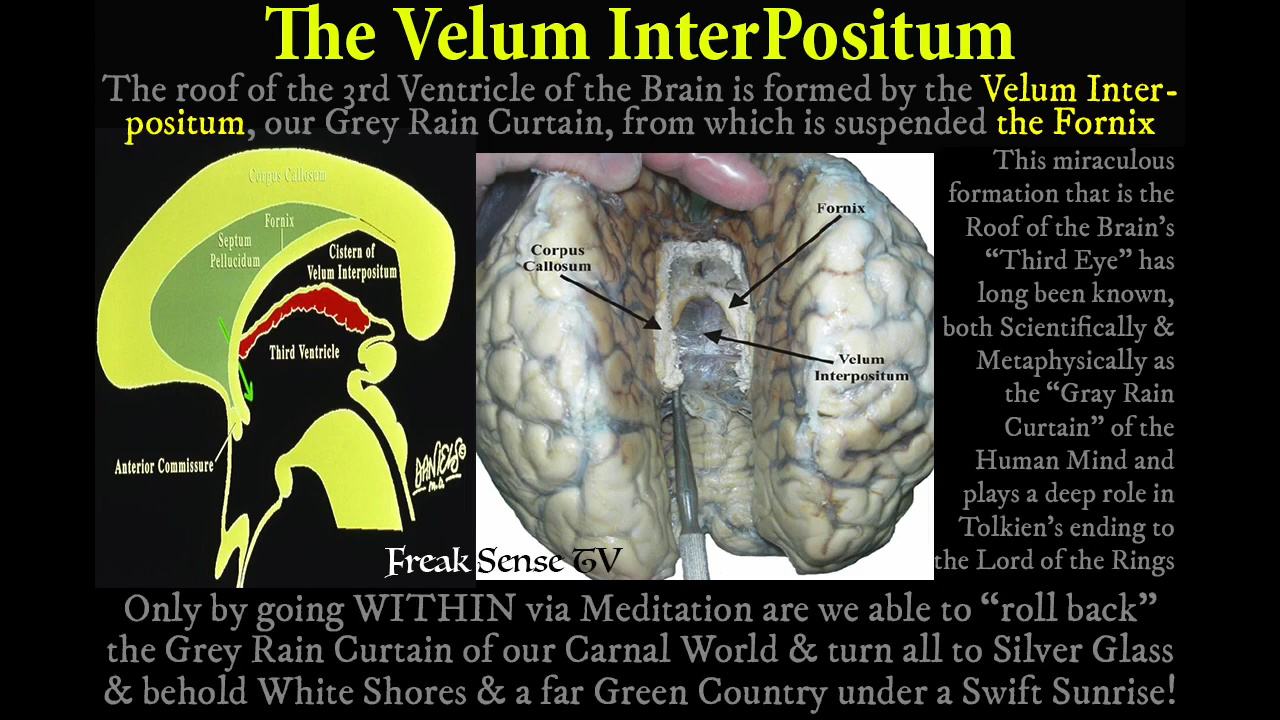 The Velum InterPositum
The roof of the 3rd Ventricle of the Brain is formed by the Velum Inter-
positum, our Grey Rain Curtain, from which is suspended the Fornix
Corpus Callosum
Fornix
Septum
Pellucidum
Cistern of
Velum Interpositum
Third Ventricle
Anterior Commissure
DANIELS
Fornix
Corpus
Callosum
Velum
Interpositum
This miraculous
formation that is the
Roof of the Brain's
“Third Eye” has
long been known,
both Scientifically &
Metaphysically as
the “Gray Rain
Curtain” of the
Human Mind and
plays a deep role in
Tolkien's ending to
the Lord of the Rings
Freak Sense TV
Only by going WITHIN via Meditation are we able to “roll back”
the Grey Rain Curtain of our Carnal World & turn all to Silver Glass
& behold White Shores & a far Green Country under a Swift Sunrise!